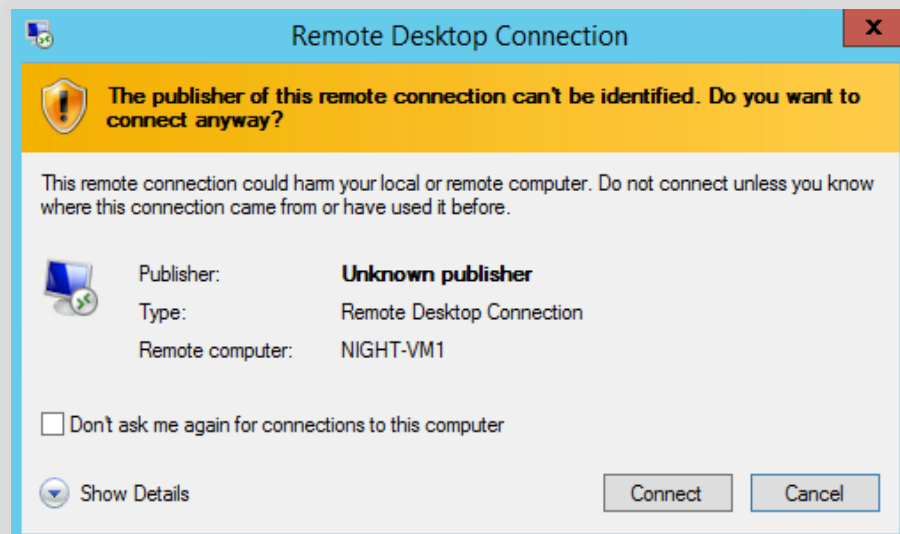 Remote Desktop Connection
x
The publisher of this remote connection can't be identified. Do you want to
connect anyway?
This remote connection could harm your local or remote computer. Do not connect unless you know
where this connection came from or have used it before.
Publisher: Unknown publisher
Type: Remote Desktop Connection
Remote computer: NIGHT-VM1
Don't ask me again for connections to this computer
Show Details Connect Cancel